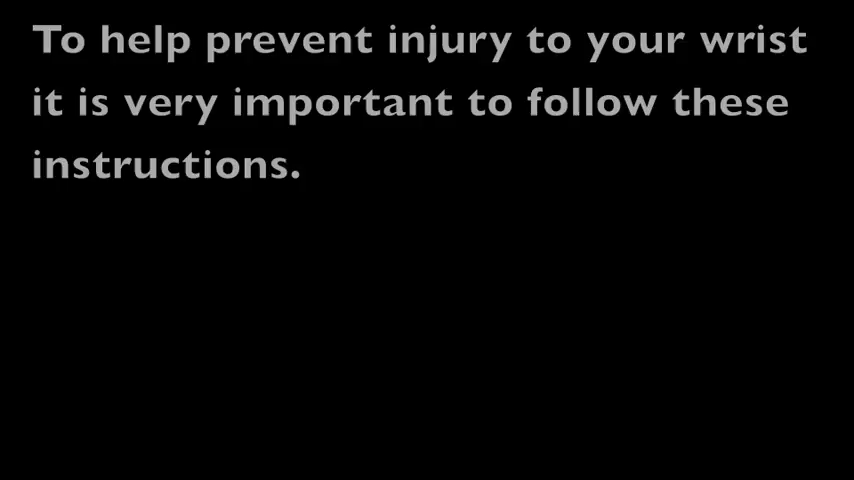 To help prevent injury to your wrist
it is very important to follow these
instructions.